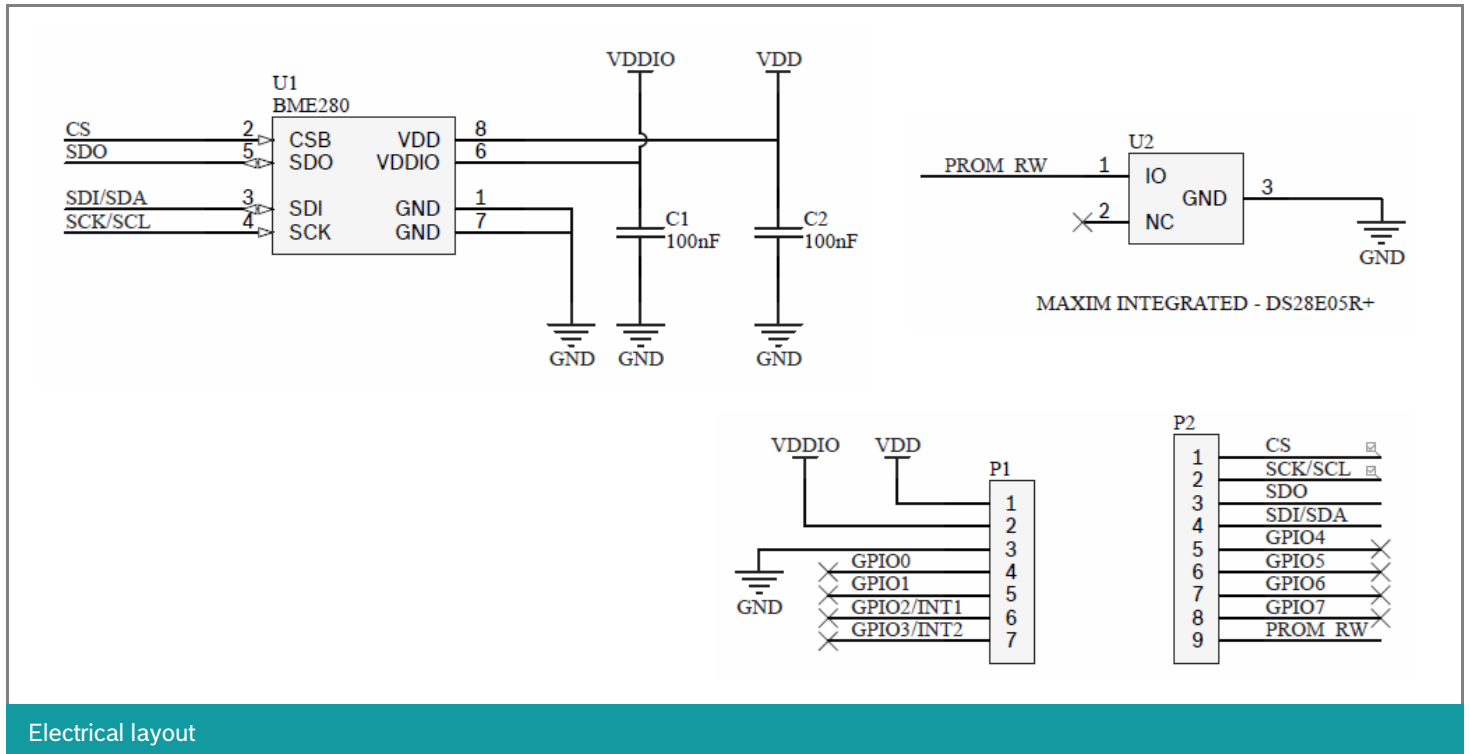 VDDIO VDD
U1
BME280
CS 2 CSB VDD 8
SDO 5 SDO VDDIO 6
SDI/SDA 3 SDI GND 1
SCK/SCL 4 SCK GND 7
C1
100nF
C2
100nF
GND GND GND
U2
PROM_RW 1 IO
GND 3
2 NC
GND
MAXIM INTEGRATED - DS28E05R+
VDDIO VDD
P1
1
2
3
GND
GPIO0 4
GPIO1 5
GPIO2/INT1 6
GPIO3/INT2 7
P2
1 CS
2 SCK/SCL
3 SDO
4 SDI/SDA
5 GPIO4
6 GPIO5
7 GPIO6
8 GPIO7
9 PROM_RW
Electrical layout